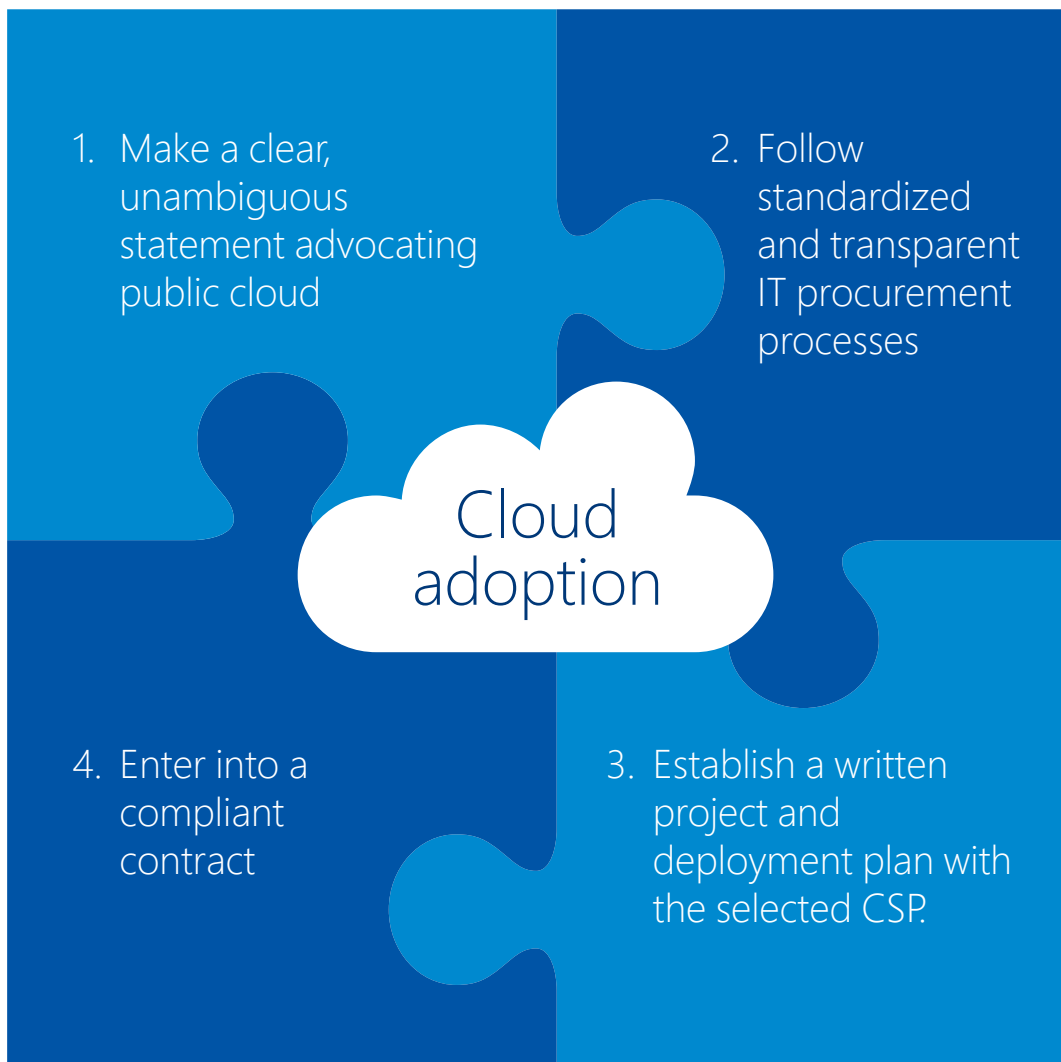 1. Make a clear,
unambiguous
statement advocating
public cloud
2. Follow
standardized
and transparent
IT procurement
processes
Cloud
adoption
4. Enter into a
compliant
contract
3. Establish a written
project and
deployment plan with
the selected CSP.